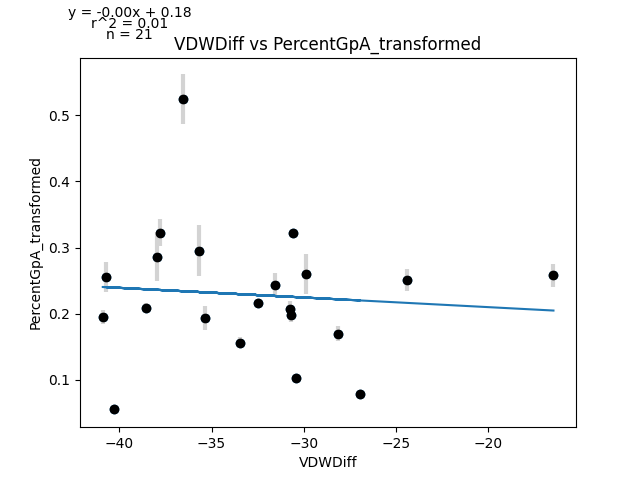 y = -0.00x + 0.18
r^2 = 0.01
n = 21
VDWDiff vs PercentGpA_transformed
PercentGpA_transformed
0.5
0.4
0.3
0.2
0.1
−40
−35
−30
−25
−20
VDWDiff